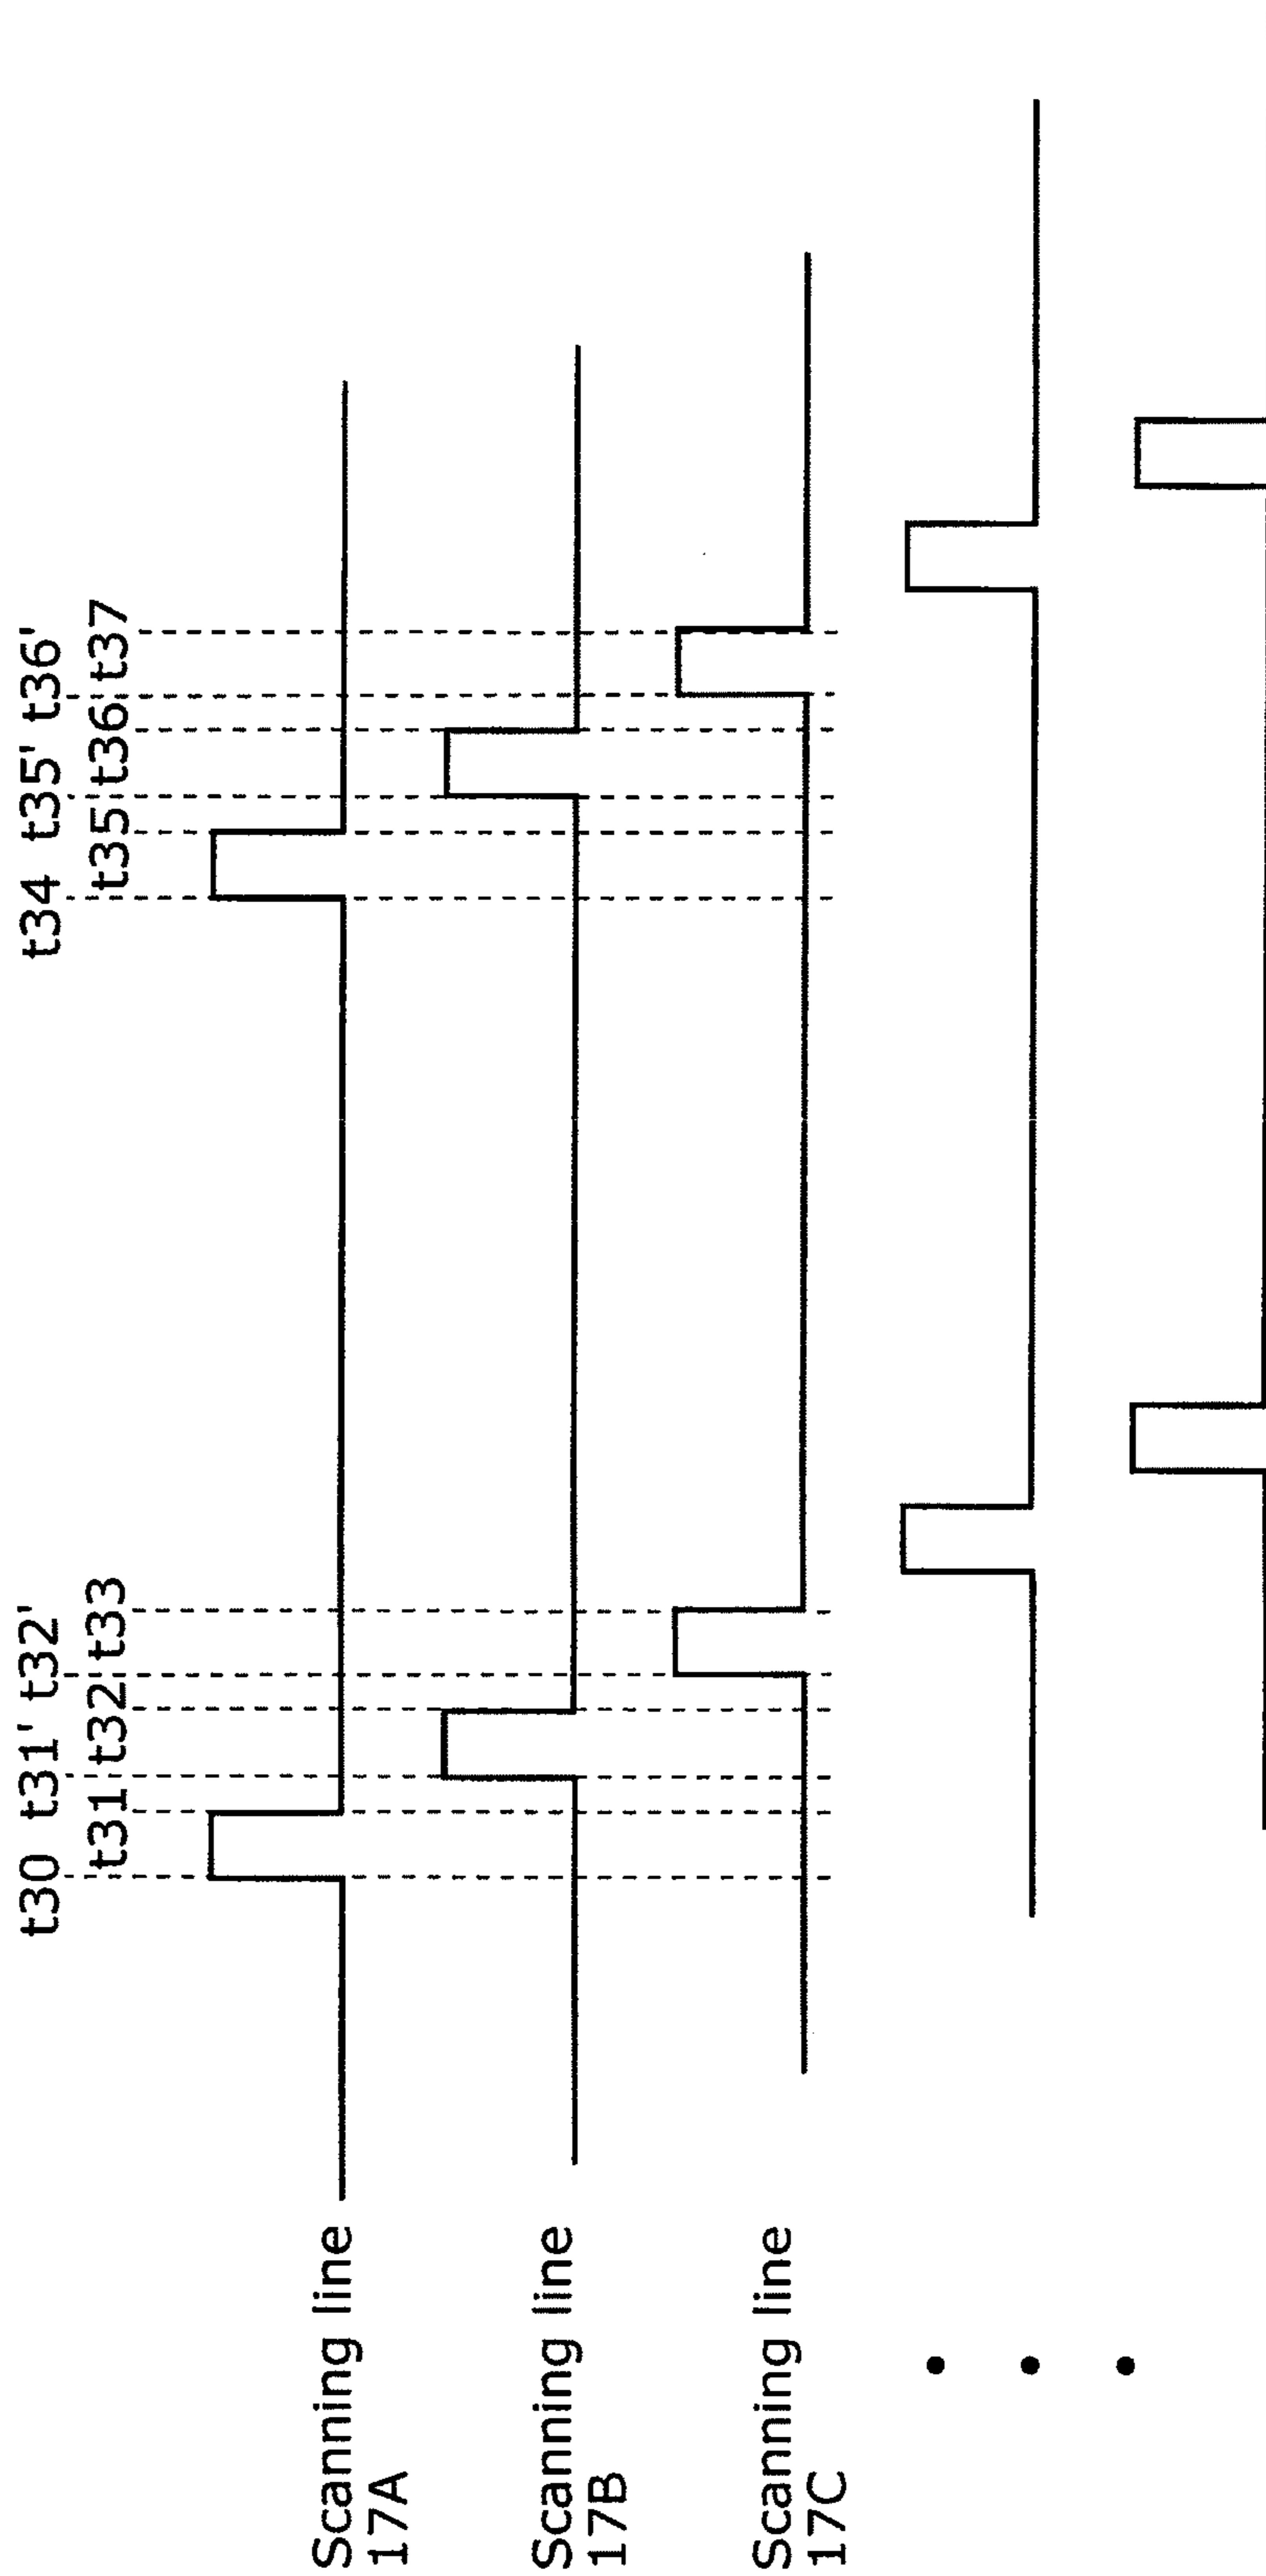 t30 t31' t32' t34 t35' t36'
t31 t32 t33 t35 t36 t37
Scanning line
17A
Scanning line
17B
Scanning line
17C